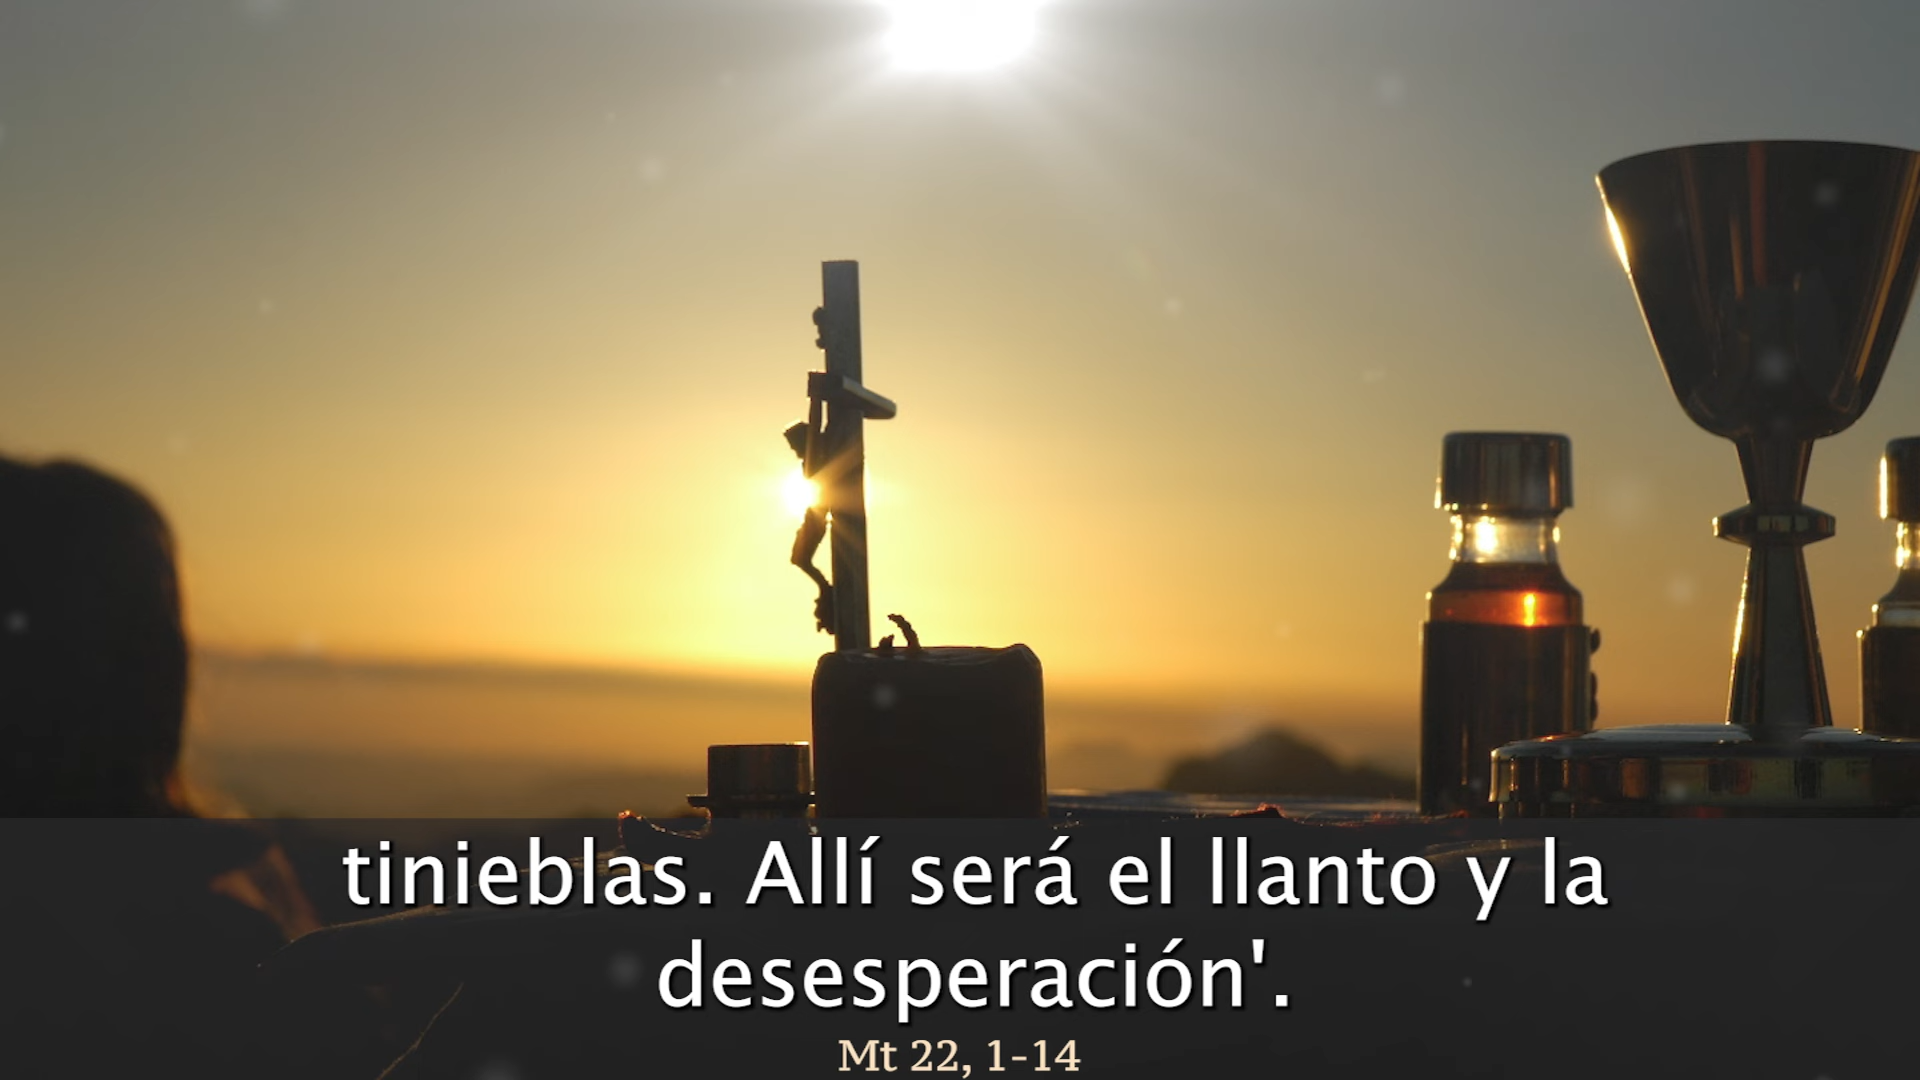 tinieblas. Allí será el llanto y la
desesperación'.
Mt 22, 1-14